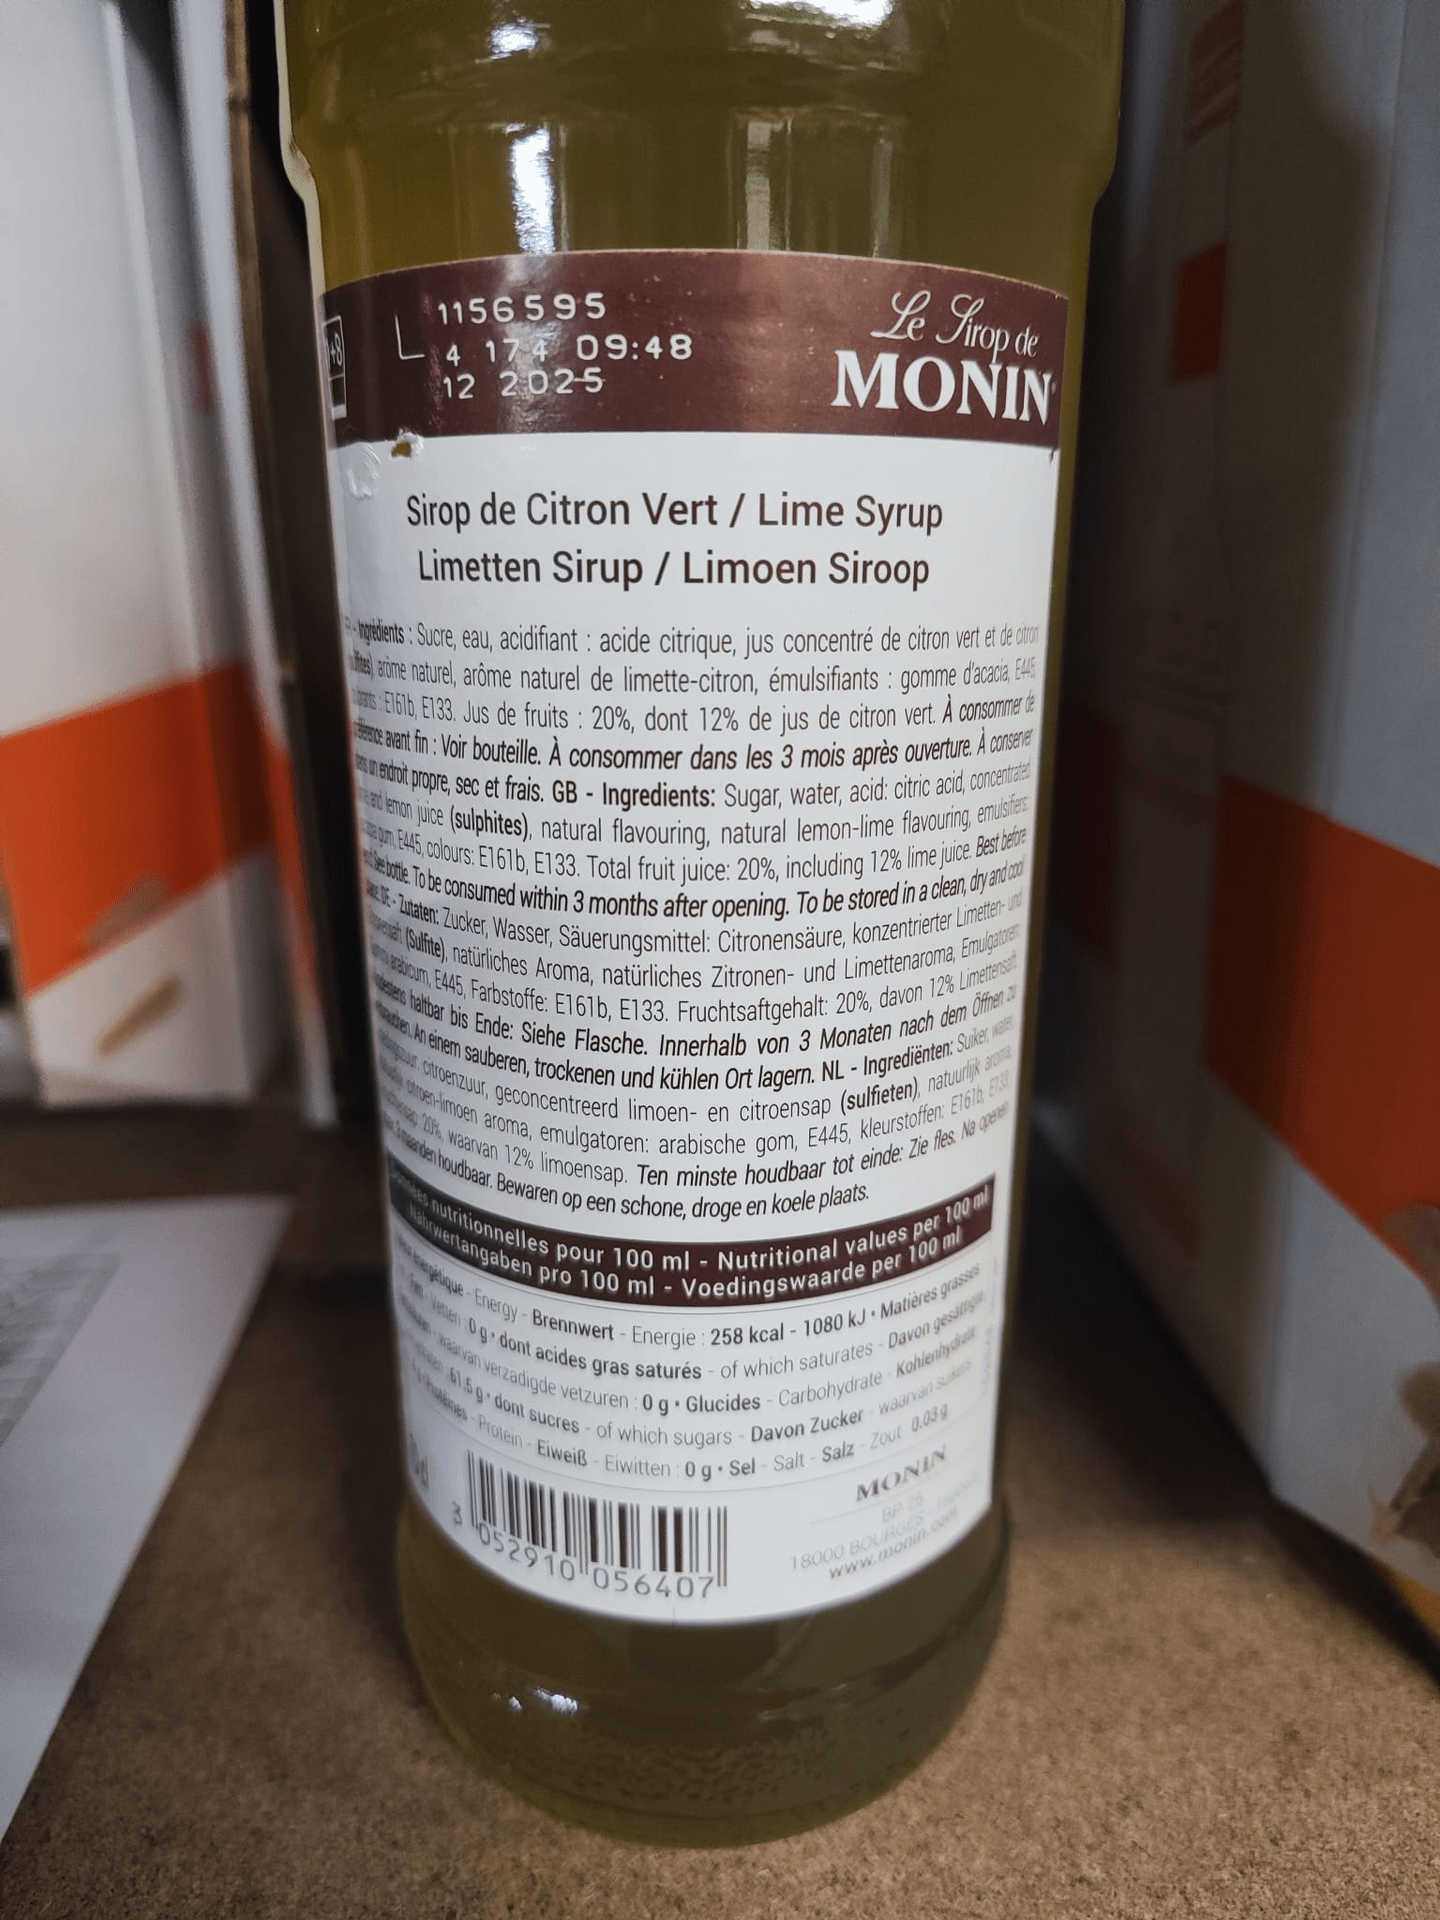 +8
L 1156595
4 174 09:48
12 2025
Le Sirop de
MONIN
Sirop de Citron Vert / Lime Syrup
Limetten Sirup / Limoen Siroop
Ingrédients : Sucre, eau, acidifiant : acide citrique, jus concentré de citron vert et de citron
arôme naturel, arôme naturel de limette-citron, émulsifiants : gomme d'acacia, E445,
E161b, E133. Jus de fruits : 20%, dont 12% de jus de citron vert. À consommer de
avant fin : Voir bouteille. À consommer dans les 3 mois après ouverture. À conserver
un endroit propre, sec et frais. GB - Ingredients: Sugar, water, acid: citric acid, concentrated
and lemon juice (sulphites), natural flavouring, natural lemon-lime flavouring, emulsifiers:
gum, E445, colours: E161b, E133. Total fruit juice: 20%, including 12% lime juice. Best before
See bottle. To be consumed within 3 months after opening. To be stored in a clean, dry and cool
DE - Zutaten: Zucker, Wasser, Säuerungsmittel: Citronensäure, konzentrierter Limetten- und
(Sulfite), natürliches Aroma, natürliches Zitronen- und Limettenaroma, Emulgatoren:
arabicum, E445, Farbstoffe: E161b, E133. Fruchtsaftgehalt: 20%, davon 12% Limettensaft.
haltbar bis Ende: Siehe Flasche. Innerhalb von 3 Monaten nach dem Öffnen zu
An einem sauberen, trockenen und kühlen Ort lagern. NL - Ingrediënten: Suiker, water,
citroenzuur, geconcentreerd limoen- en citroensap (sulfieten), natuurlijk aroma,
citroen-limoen aroma, emulgatoren: arabische gom, E445, kleurstoffen: E161b, E133.
20%, waarvan 12% limoensap. Ten minste houdbaar tot einde: Zie fles. Na openen
3 maanden houdbaar. Bewaren op een schone, droge en koele plaats.
nutritionnelles pour 100 ml - Nutritional values per 100 ml
Nährwertangaben pro 100 ml - Voedingswaarde per 100 ml
énergétique - Energy - Brennwert - Energie : 258 kcal - 1080 kJ • Matières grasses
Vetten : 0 g • dont acides gras saturés - of which saturates - Davon gesättigte
waarvan verzadigde vetzuren : 0 g • Glucides - Carbohydrate - Kohlenhydrate
61.5 g • dont sucres - of which sugars - Davon Zucker - waarvan suikers
Protéines - Protein - Eiweiß - Eiwitten : 0 g • Sel - Salt - Salz - Zout 0.03 g
MONIN
BP 25
18000 BOURGES - FRANCE
www.monin.com
052910 056407